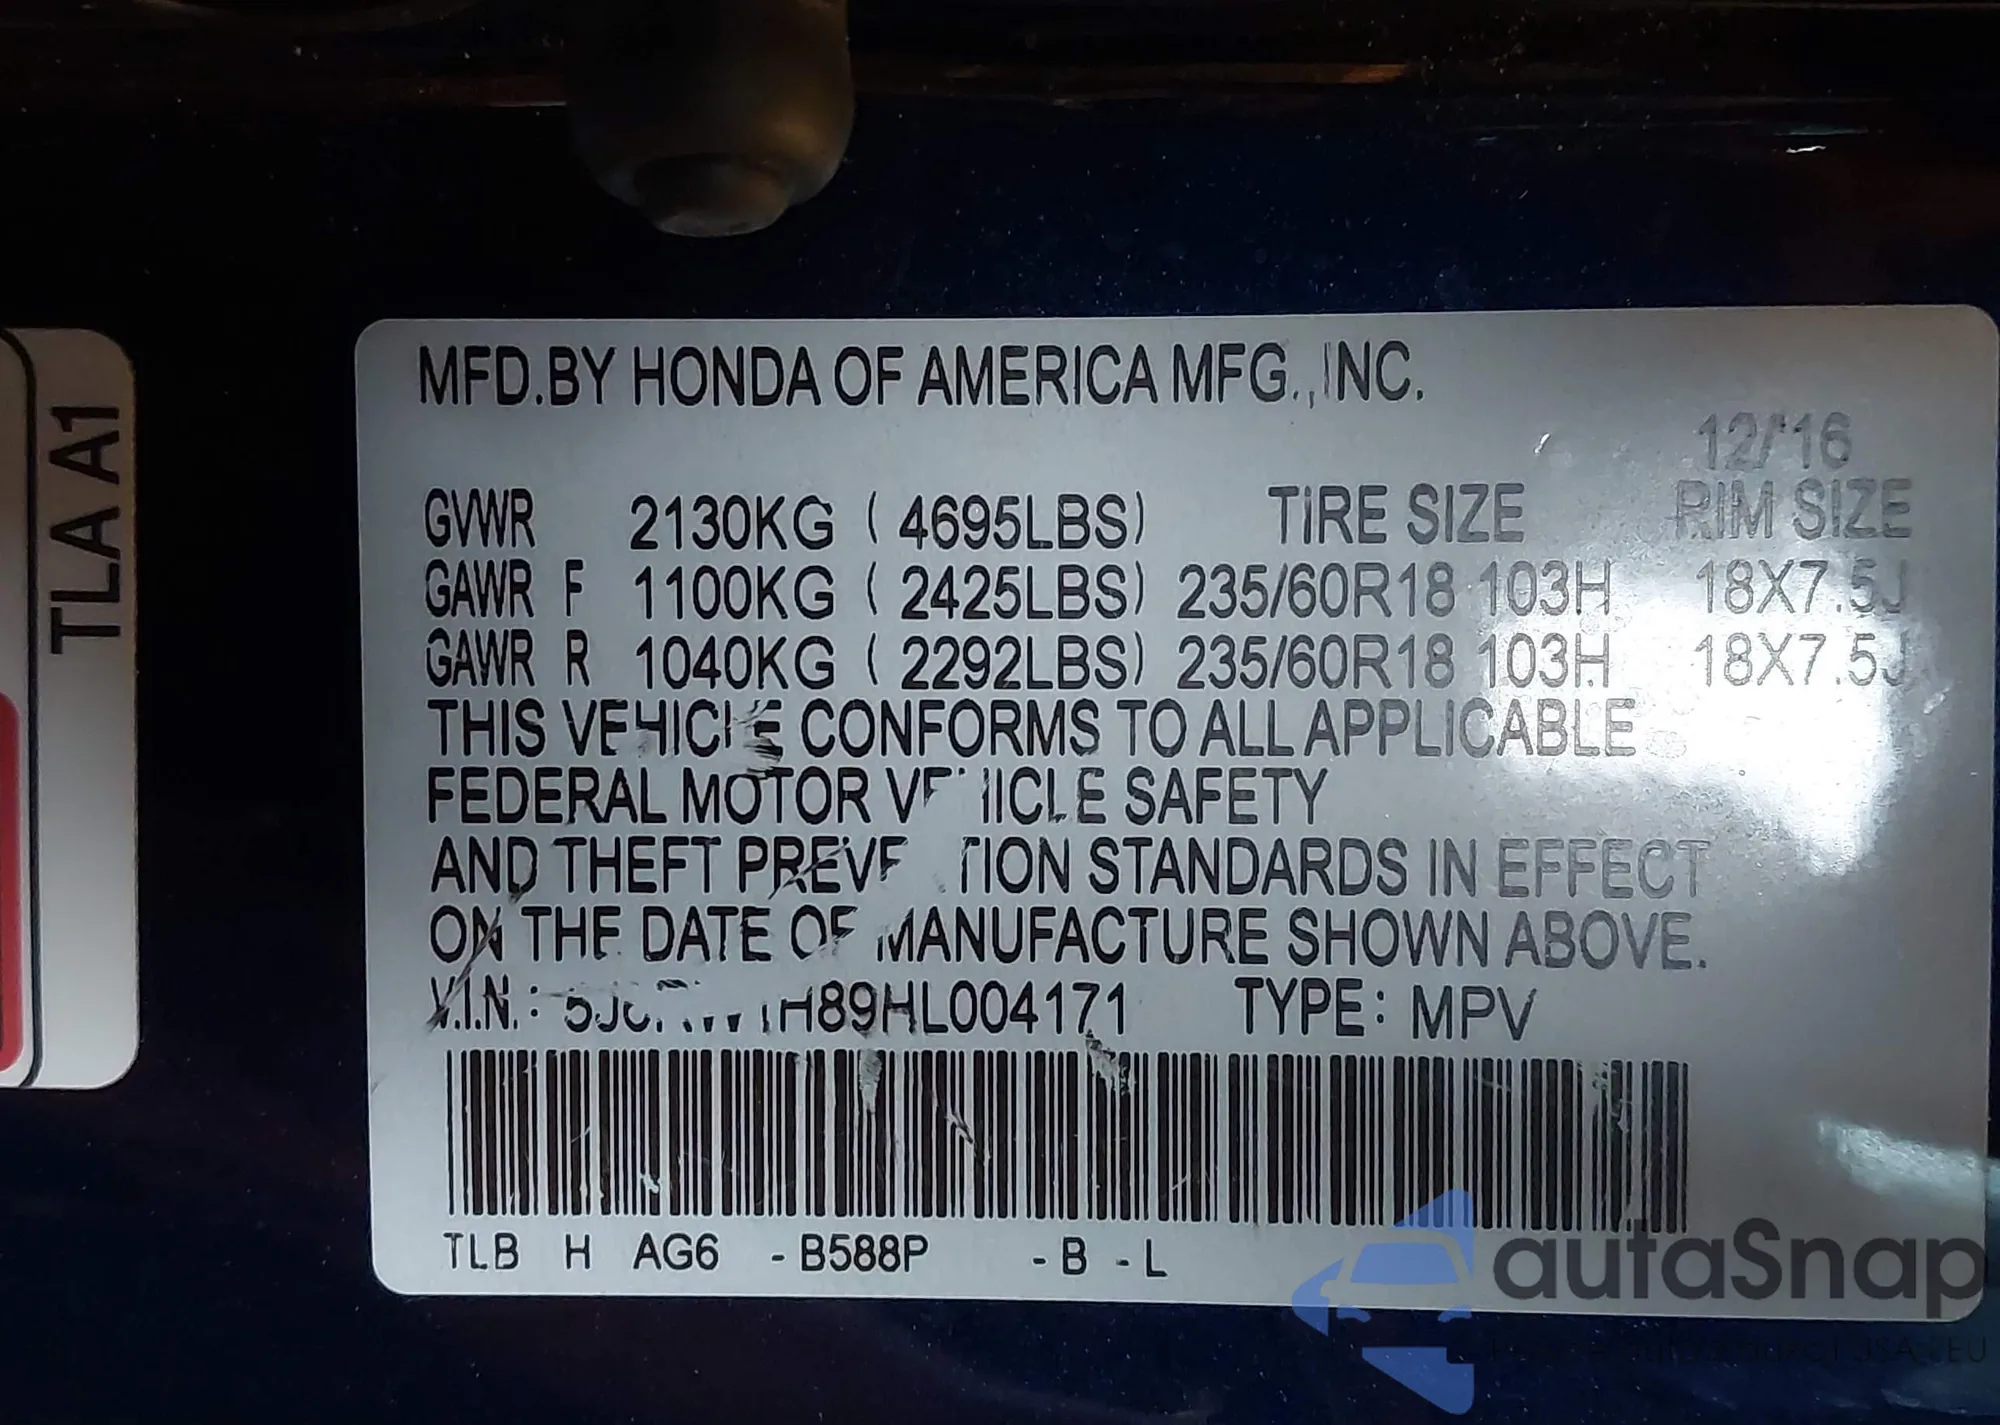 TLA A1
MFD.BY HONDA OF AMERICA MFG.,INC.
12/'16
GVWR 2130KG ( 4695LBS) TIRE SIZE RIM SIZE
GAWR F 1100KG ( 2425LBS) 235/60R18 103H 18X7.5J
GAWR R 1040KG ( 2292LBS) 235/60R18 103H 18X7.5J
THIS VEHICLE CONFORMS TO ALL APPLICABLE
FEDERAL MOTOR VEHICLE SAFETY
AND THEFT PREVENTION STANDARDS IN EFFECT
ON THE DATE OF MANUFACTURE SHOWN ABOVE.
V.I.N.: TYPE: MPV
TLB H AG6 -B588P -B -L
autaSnap